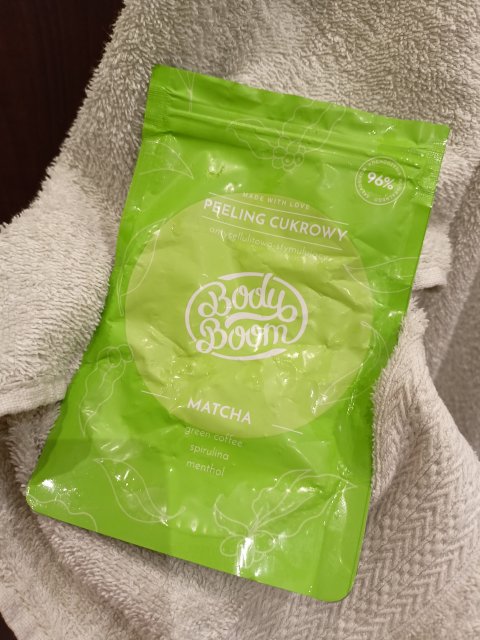 96%
MADE WITH LOVE
PEELING CUKROWY
Body
Boom
MATCHA
green coffee
spirulina
menthol